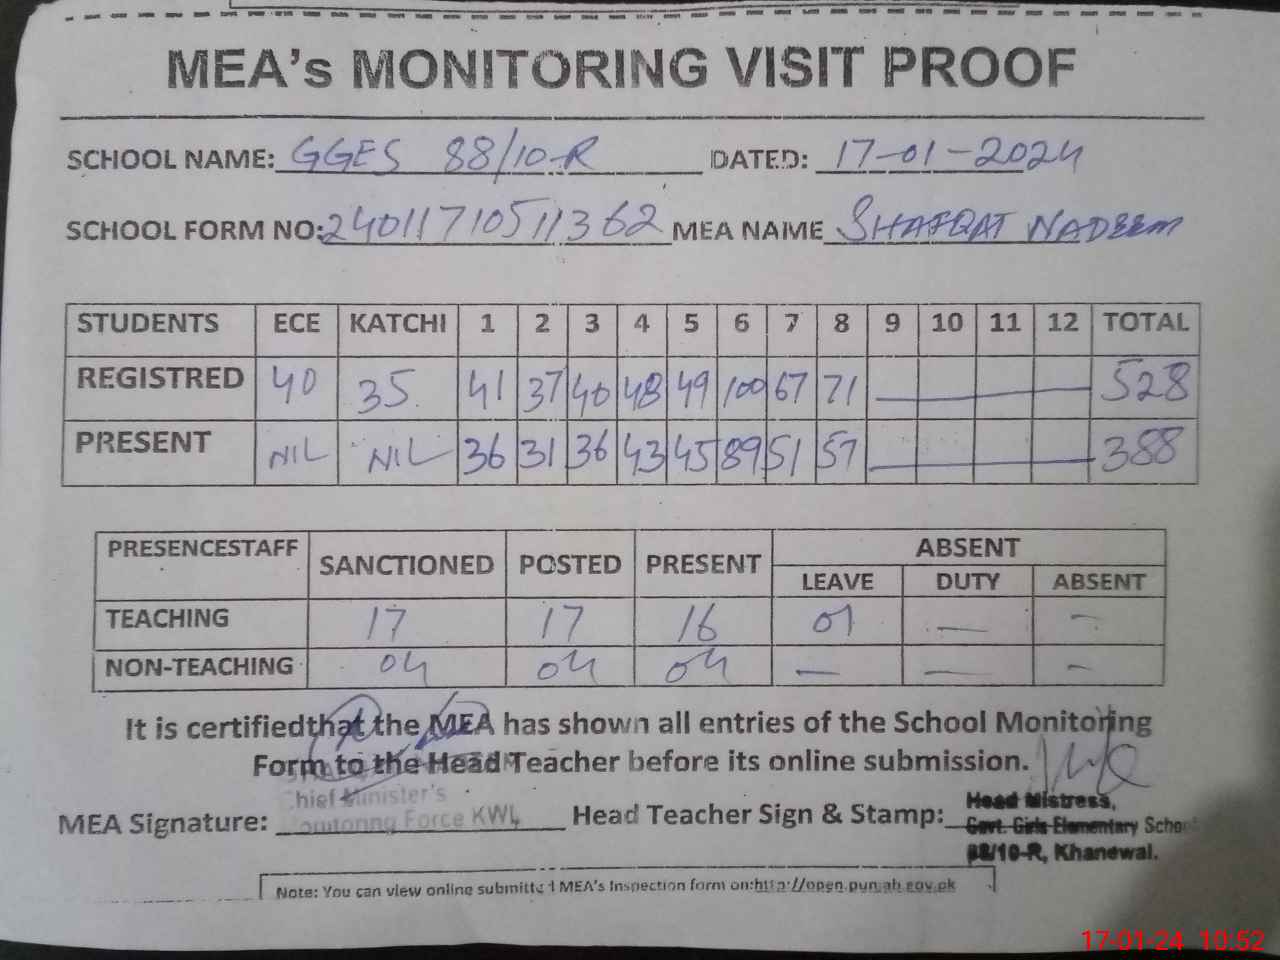 MEA's MONITORING VISIT PROOF
SCHOOL NAME: GGES 88/10-R DATED: 17-01-2024
SCHOOL FORM NO: 24011710511362 MEA NAME SHAFQAT NADEEM
STUDENTS ECE KATCHI 1 2 3 4 5 6 7 8 9 10 11 12 TOTAL
REGISTRED 40 35 41 37 40 48 49 100 67 71 — 528
PRESENT NIL NIL 36 31 36 43 45 89 51 57 — 388
PRESENCESTAFF SANCTIONED POSTED PRESENT ABSENT
LEAVE DUTY ABSENT
TEACHING 17 17 16 01 — —
NON-TEACHING 04 04 04 — — —
It is certifiedthat the MEA has shown all entries of the School Monitoring
Form to the Head Teacher before its online submission.
Chief Minister's
Monitoring Force KWL
MEA Signature: Head Teacher Sign & Stamp:
Head Mistress,
Govt. Girls Elementary School
88/10-R, Khanewal.
Note: You can view online submitted MEA's Inspection form on:http://open.punjab.gov.pk
17-01-24 10:52